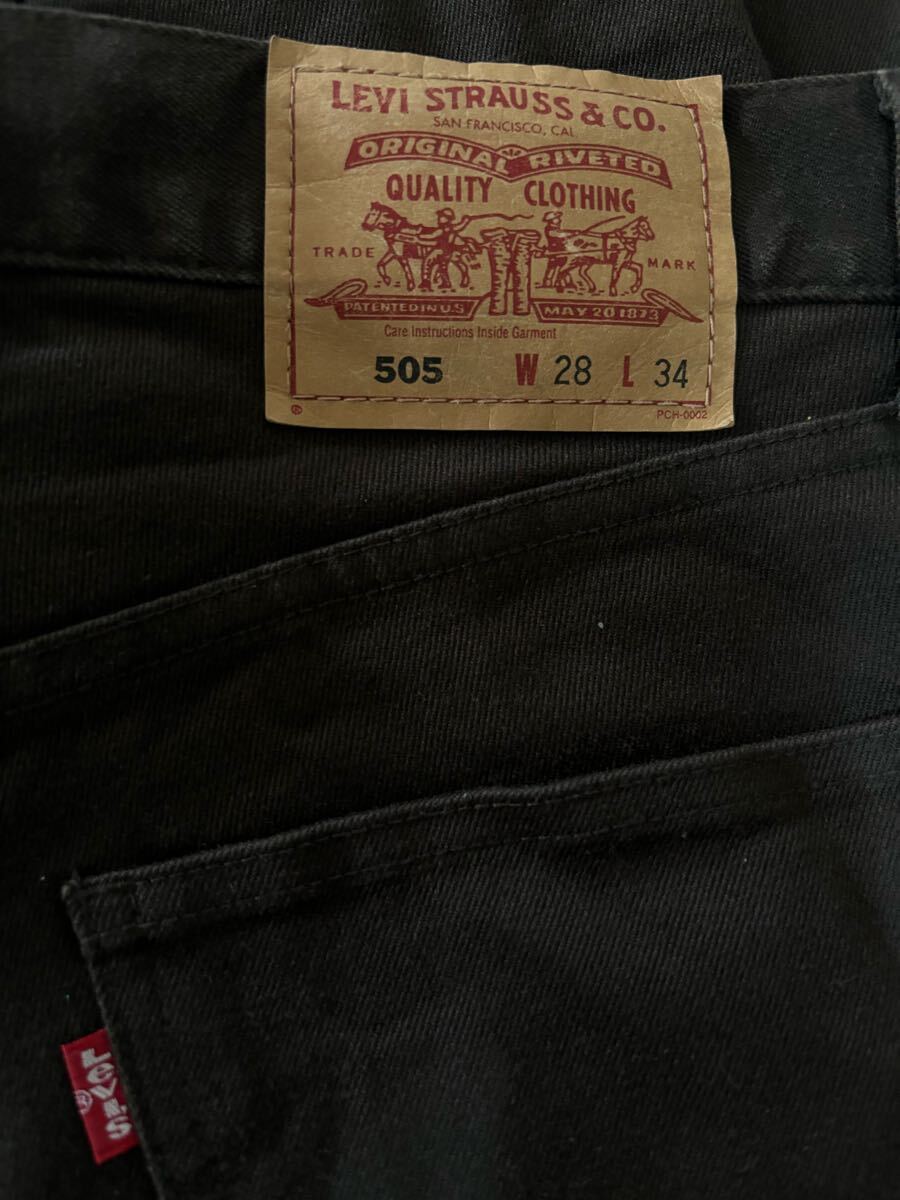 LEVI STRAUSS & CO.
SAN FRANCISCO, CAL
ORIGINAL RIVETED
QUALITY CLOTHING
TRADE MARK
PATENTED IN U.S MAY 20 1873
Care Instructions Inside Garment
505 W 28 L 34
® PCH-0002
LEVI'S®